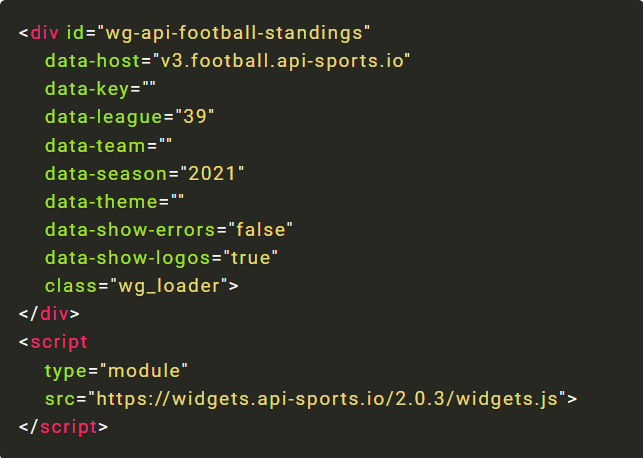 <div id="wg-api-football-standings"
data-host="v3.football.api-sports.io"
data-key=""
data-league="39"
data-team=""
data-season="2021"
data-theme=""
data-show-errors="false"
data-show-logos="true"
class="wg_loader">
</div>
<script
type="module"
src="https://widgets.api-sports.io/2.0.3/widgets.js">
</script>